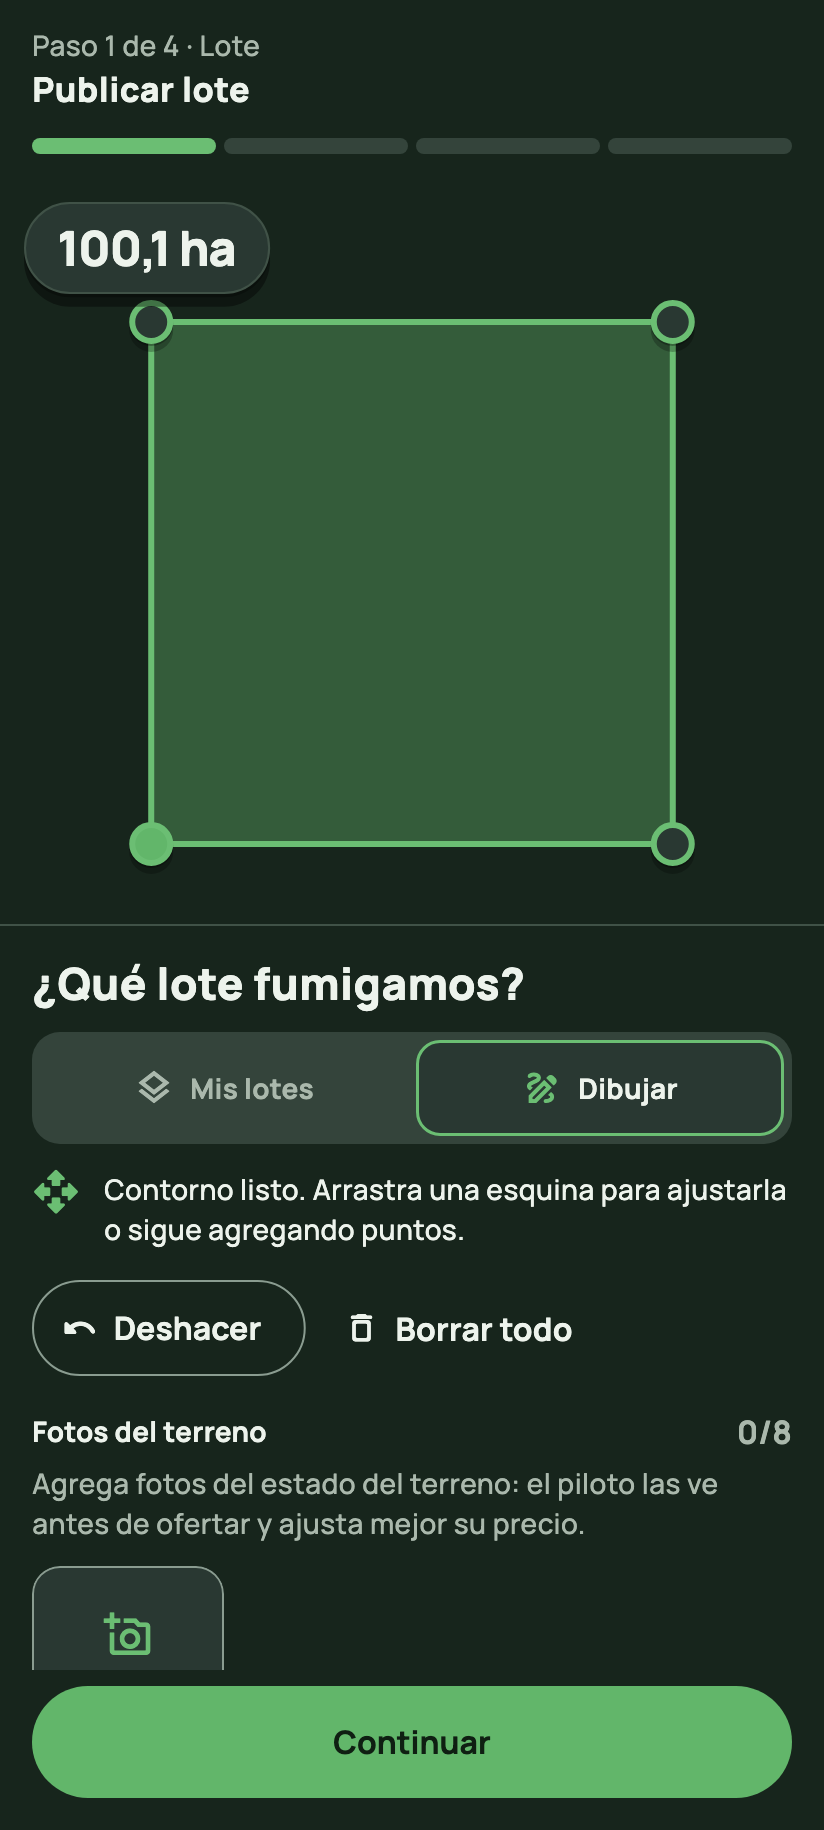 Paso 1 de 4 · Lote
Publicar lote
100,1 ha
¿Qué lote fumigamos?
Mis lotes
Dibujar
Contorno listo. Arrastra una esquina para ajustarla
o sigue agregando puntos.
Deshacer
Borrar todo
Fotos del terreno
0/8
Agrega fotos del estado del terreno: el piloto las ve
antes de ofertar y ajusta mejor su precio.
Continuar